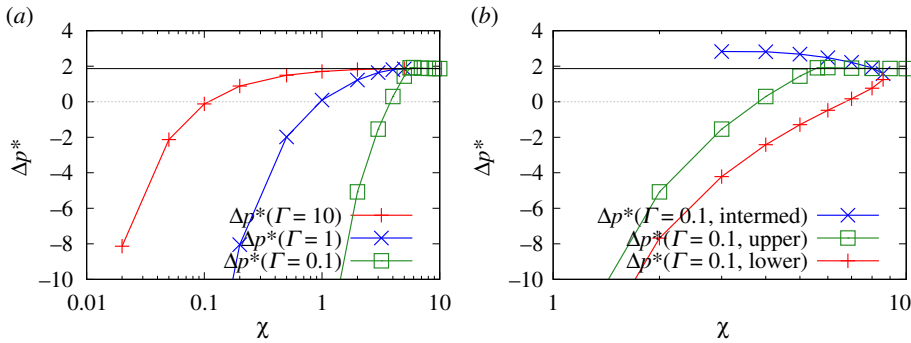 (a)
4
2
0
−2
−4
−6
−8
−10
Δp*
0.01
0.1
1
10
χ
Δp*(Γ = 10)
Δp*(Γ = 1)
Δp*(Γ = 0.1)
(b)
4
2
0
−2
−4
−6
−8
−10
Δp*
1
10
χ
Δp*(Γ = 0.1, intermed)
Δp*(Γ = 0.1, upper)
Δp*(Γ = 0.1, lower)